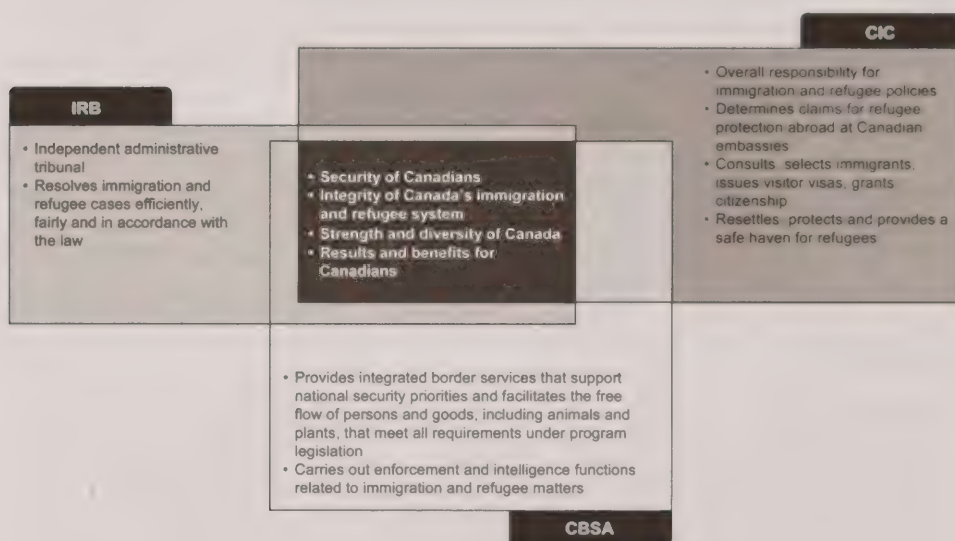 CIC
• Overall responsibility for
immigration and refugee policies
• Determines claims for refugee
protection abroad at Canadian
embassies
• Consults, selects immigrants,
issues visitor visas, grants
citizenship
• Resettles, protects and provides a
safe haven for refugees
IRB
• Independent administrative
tribunal
• Resolves immigration and
refugee cases efficiently,
fairly and in accordance with
the law
• Security of Canadians
• Integrity of Canada's immigration
and refugee system
• Strength and diversity of Canada
• Results and benefits for
Canadians
• Provides integrated border services that support
national security priorities and facilitates the free
flow of persons and goods, including animals and
plants, that meet all requirements under program
legislation
• Carries out enforcement and intelligence functions
related to immigration and refugee matters
CBSA